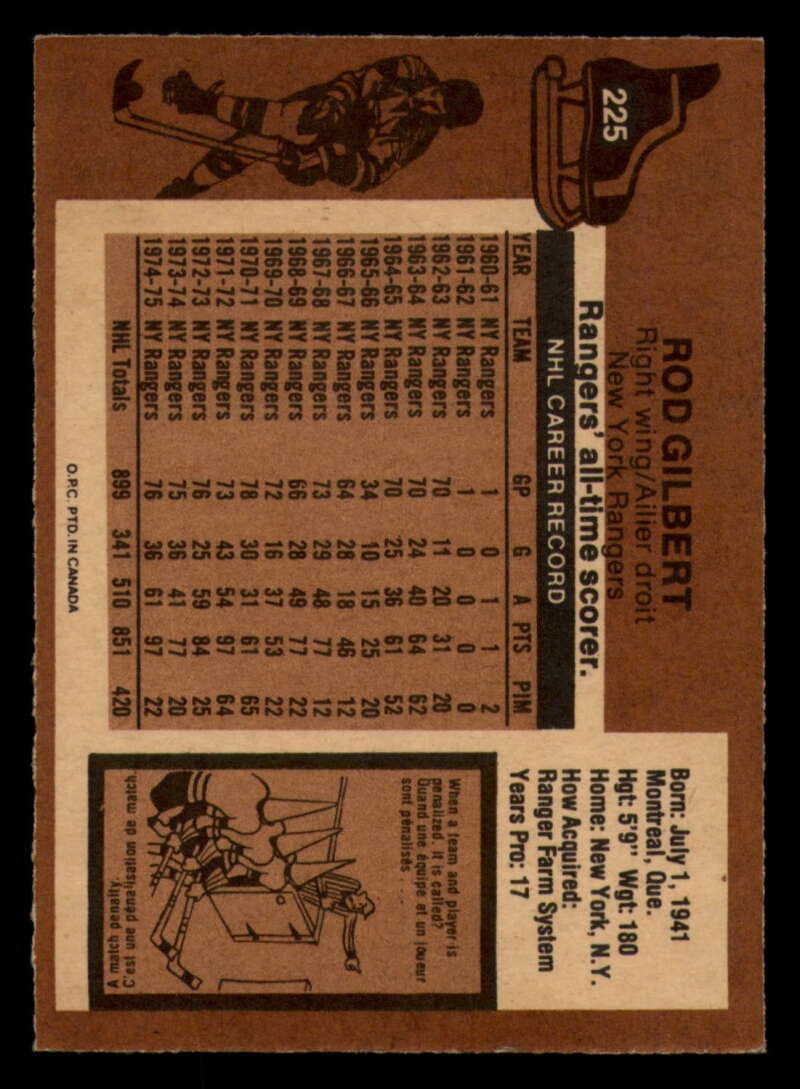 225
ROD GILBERT
Right wing/Ailier droit
New York Rangers
Rangers' all-time scorer.
NHL CAREER RECORD
YEAR TEAM GP G A PTS PIM
1960-61 NY Rangers 1 0 1 1 2
1961-62 NY Rangers 1 0 0 0 0
1962-63 NY Rangers 70 11 20 31 20
1963-64 NY Rangers 70 24 40 64 62
1964-65 NY Rangers 70 25 36 61 52
1965-66 NY Rangers 34 10 15 25 20
1966-67 NY Rangers 64 28 18 46 12
1967-68 NY Rangers 73 29 48 77 12
1968-69 NY Rangers 66 28 49 77 22
1969-70 NY Rangers 72 16 37 53 22
1970-71 NY Rangers 78 30 31 61 65
1971-72 NY Rangers 73 43 54 97 64
1972-73 NY Rangers 76 25 59 84 25
1973-74 NY Rangers 75 36 41 77 20
1974-75 NY Rangers 76 36 61 97 22
NHL Totals 899 341 510 851 420
O.P.C. PTD. IN CANADA
Born: July 1, 1941
Montreal, Que.
Hgt: 5'9" Wgt: 180
Home: New York, N.Y.
How Acquired:
Ranger Farm System
Years Pro: 17
When a team and player is
penalized. It is called?
Quand une équipe et un joueur
sont pénalisés . . .
A match penalty.
C'est une pénalisation de match.